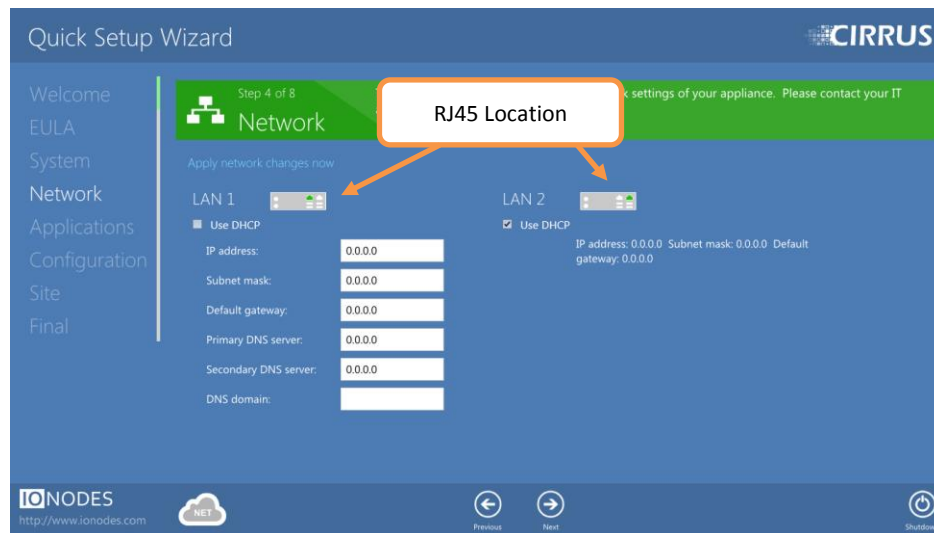 Quick Setup Wizard
CIRRUS
Welcome
EULA
System
Network
Applications
Configuration
Site
Final
Step 4 of 8
Network
settings of your appliance. Please contact your IT
RJ45 Location
Apply network changes now
LAN 1
Use DHCP
IP address: 0.0.0.0
Subnet mask: 0.0.0.0
Default gateway: 0.0.0.0
Primary DNS server: 0.0.0.0
Secondary DNS server: 0.0.0.0
DNS domain:
LAN 2
Use DHCP
IP address: 0.0.0.0 Subnet mask: 0.0.0.0 Default
gateway: 0.0.0.0
IONODES
http://www.ionodes.com
NET
Previous
Next